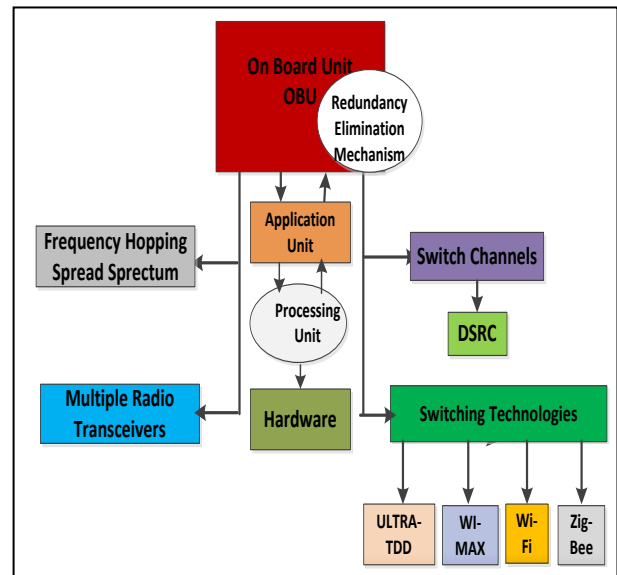 On Board Unit
OBU
Redundancy
Elimination
Mechanism
Application
Unit
Frequency Hopping
Spread Sprectum
Switch Channels
Processing
Unit
DSRC
Multiple Radio
Transceivers
Hardware
Switching Technologies
ULTRA-
TDD
WI-
MAX
Wi-
Fi
Zig-
Bee